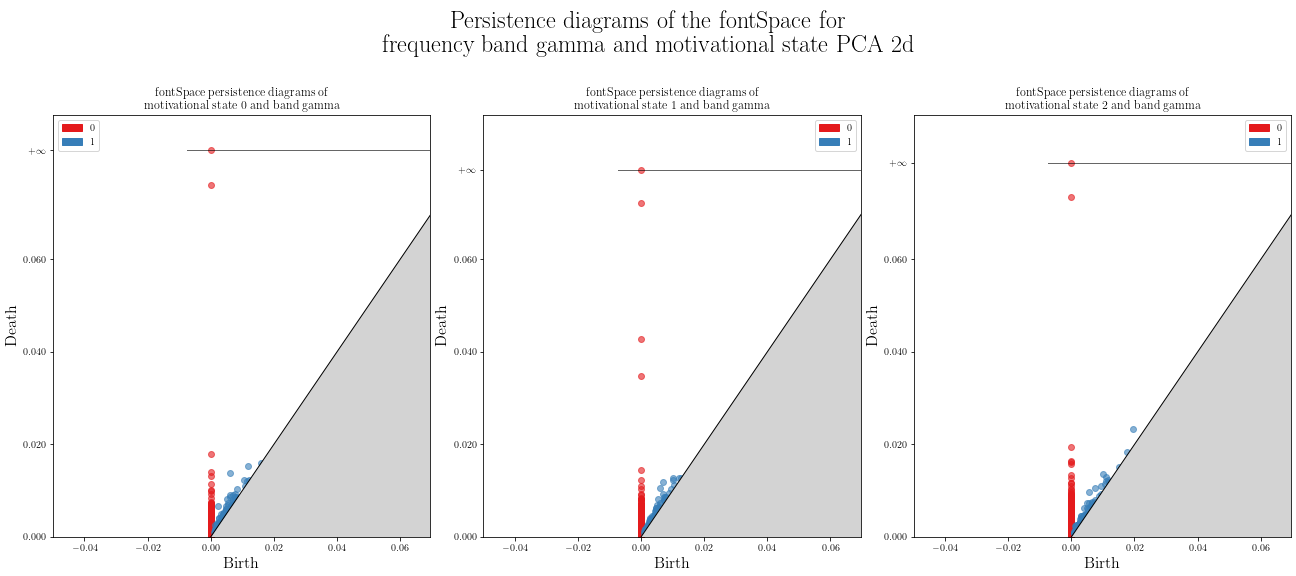 Persistence diagrams of the fontSpace for
frequency band gamma and motivational state PCA 2d
fontSpace persistence diagrams of
motivational state 0 and band gamma
0
1
+∞
0.060
0.040
0.020
0.000
Death
−0.04
−0.02
0.00
0.02
0.04
0.06
Birth
fontSpace persistence diagrams of
motivational state 1 and band gamma
0
1
+∞
0.060
0.040
0.020
0.000
Death
−0.04
−0.02
0.00
0.02
0.04
0.06
Birth
fontSpace persistence diagrams of
motivational state 2 and band gamma
0
1
+∞
0.060
0.040
0.020
0.000
Death
−0.04
−0.02
0.00
0.02
0.04
0.06
Birth